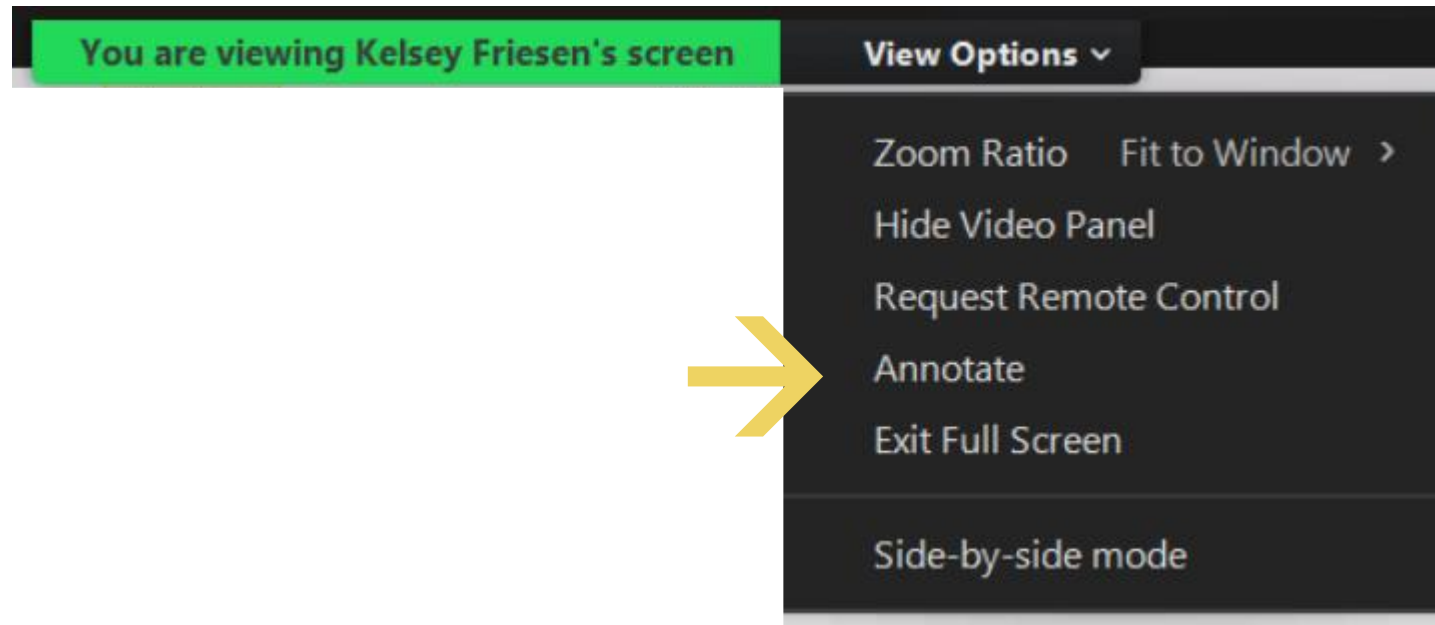 You are viewing Kelsey Friesen's screen View Options
Zoom Ratio Fit to Window >
Hide Video Panel
Request Remote Control
Annotate
Exit Full Screen
Side-by-side mode